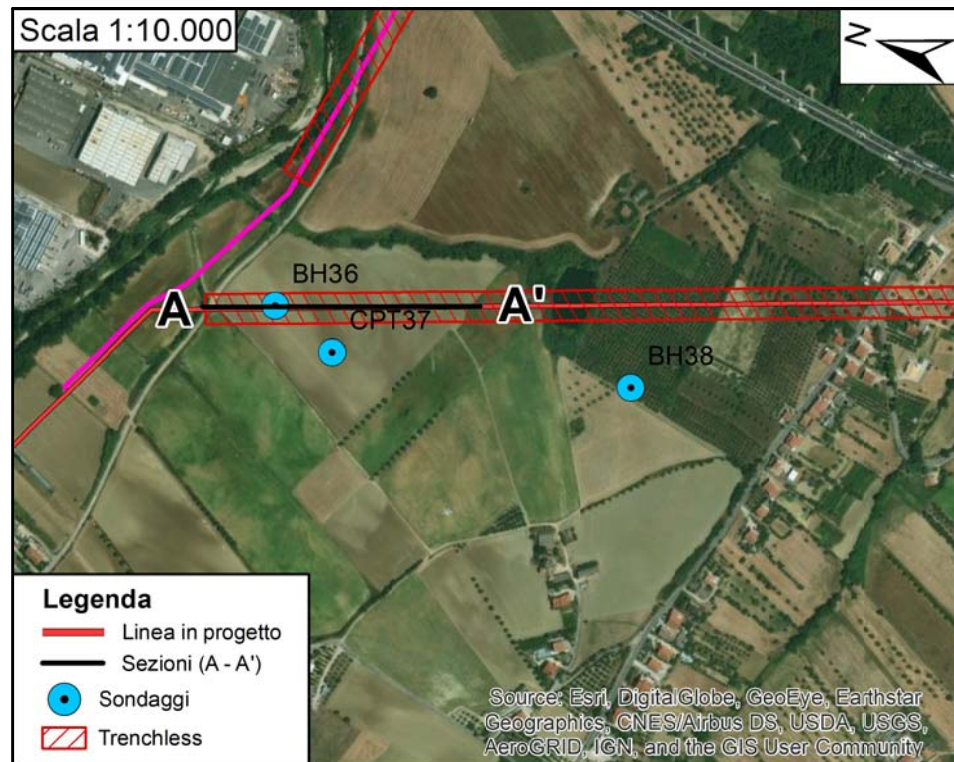 Scala 1:10.000
N
BH36
A
A'
CPT37
BH38
Legenda
Linea in progetto
Sezioni (A - A')
Sondaggi
Trenchless
Source: Esri, DigitalGlobe, GeoEye, Earthstar
Geographics, CNES/Airbus DS, USDA, USGS,
AeroGRID, IGN, and the GIS User Community